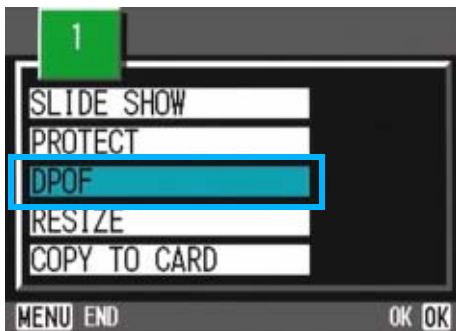 1
SLIDE SHOW
PROTECT
DPOF
RESIZE
COPY TO CARD
MENU END OK OK